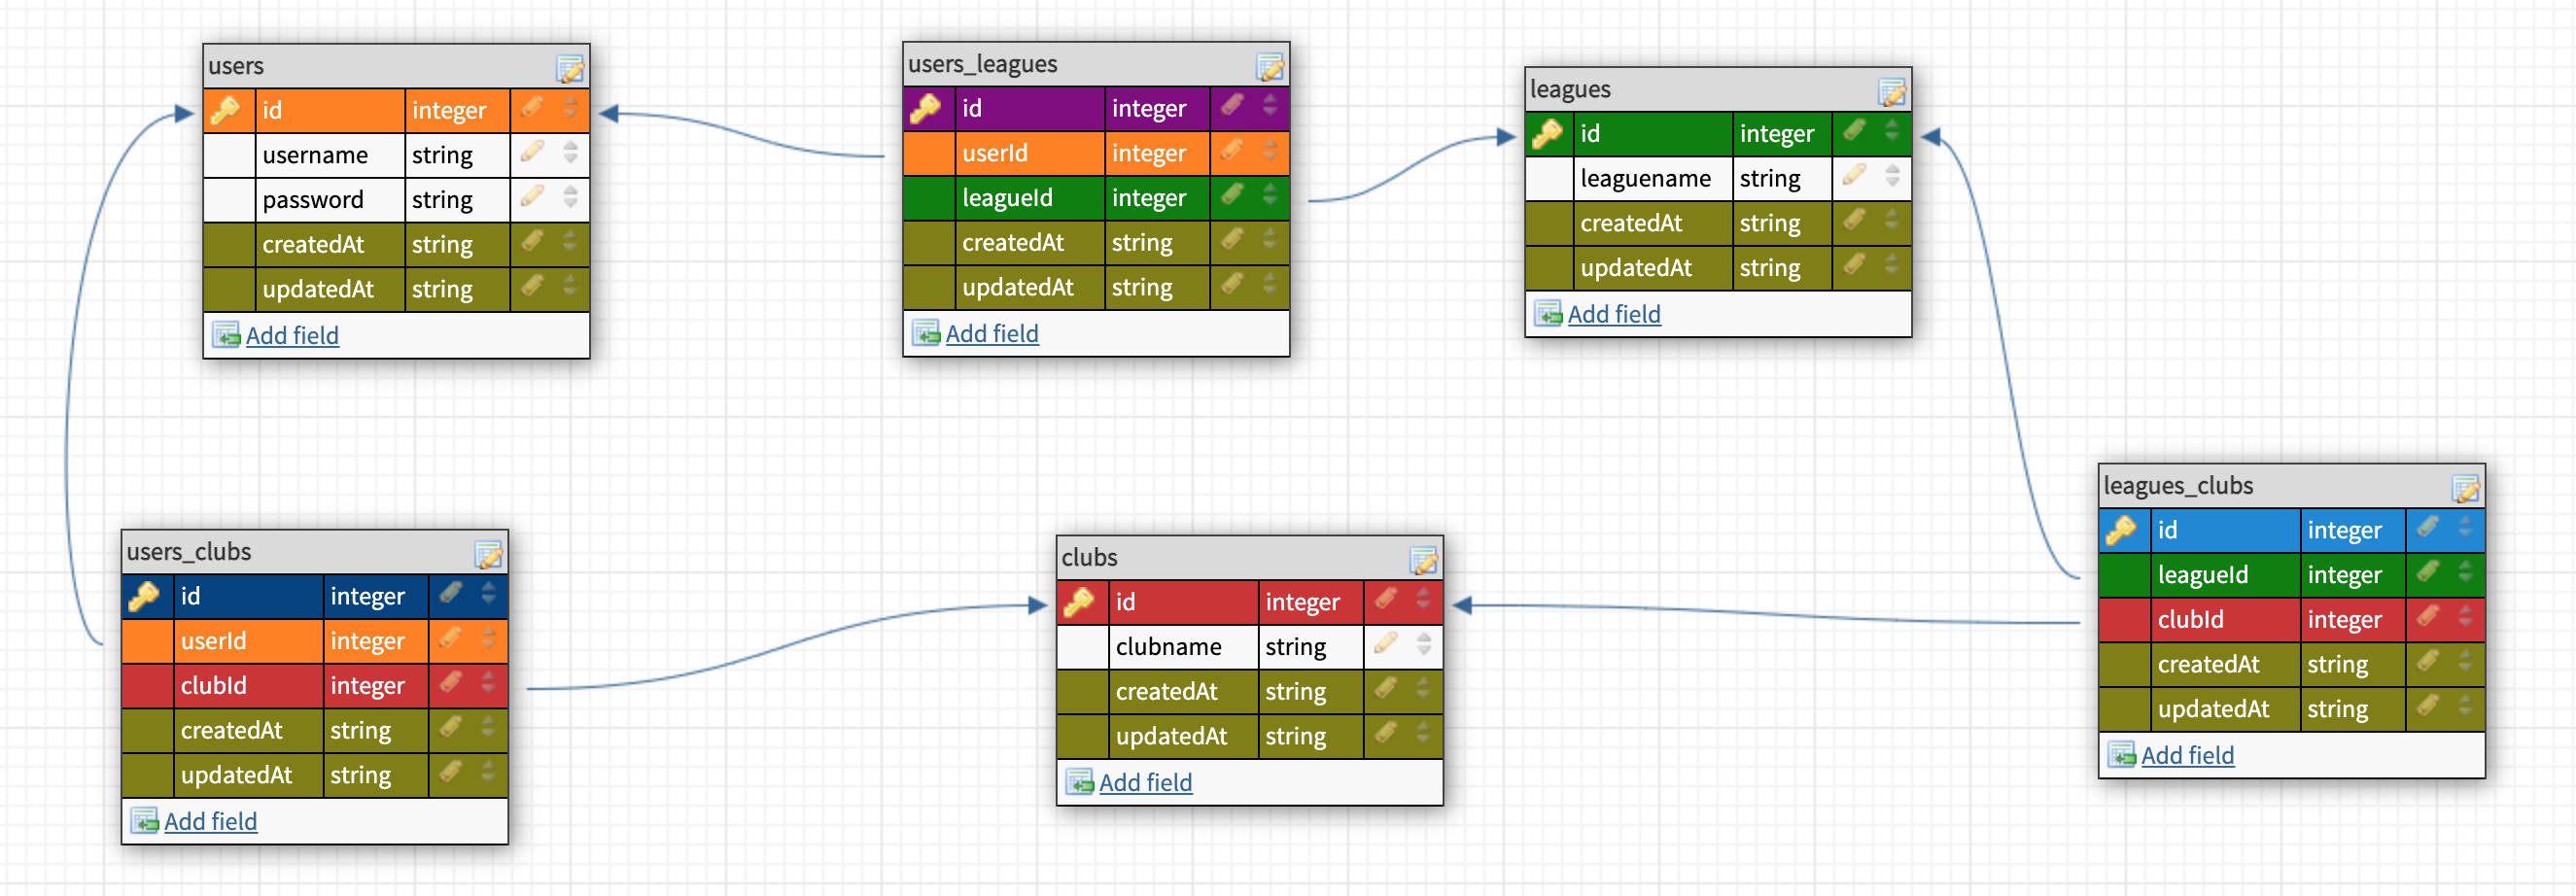 users
id integer
username string
password string
createdAt string
updatedAt string
Add field
users_leagues
id integer
userId integer
leagueId integer
createdAt string
updatedAt string
Add field
leagues
id integer
leaguename string
createdAt string
updatedAt string
Add field
users_clubs
id integer
userId integer
clubId integer
createdAt string
updatedAt string
Add field
clubs
id integer
clubname string
createdAt string
updatedAt string
Add field
leagues_clubs
id integer
leagueId integer
clubId integer
createdAt string
updatedAt string
Add field